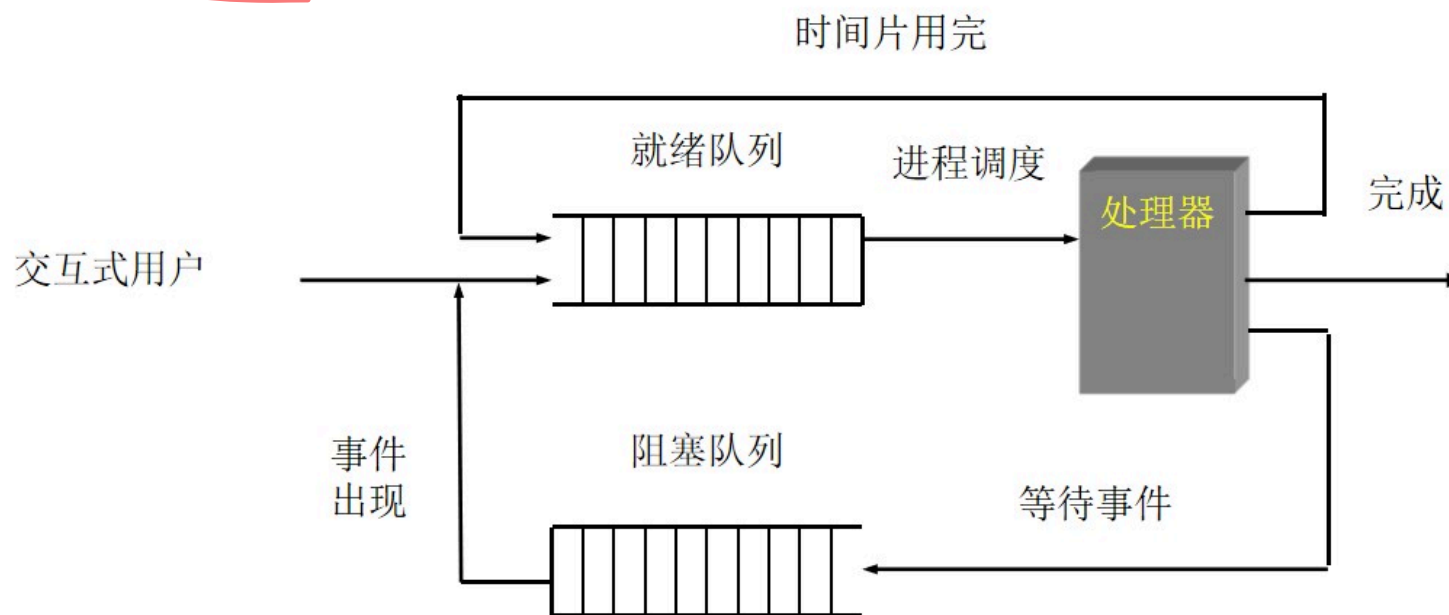 时间片用完
就绪队列
进程调度
处理器
完成
交互式用户
事件
出现
阻塞队列
等待事件